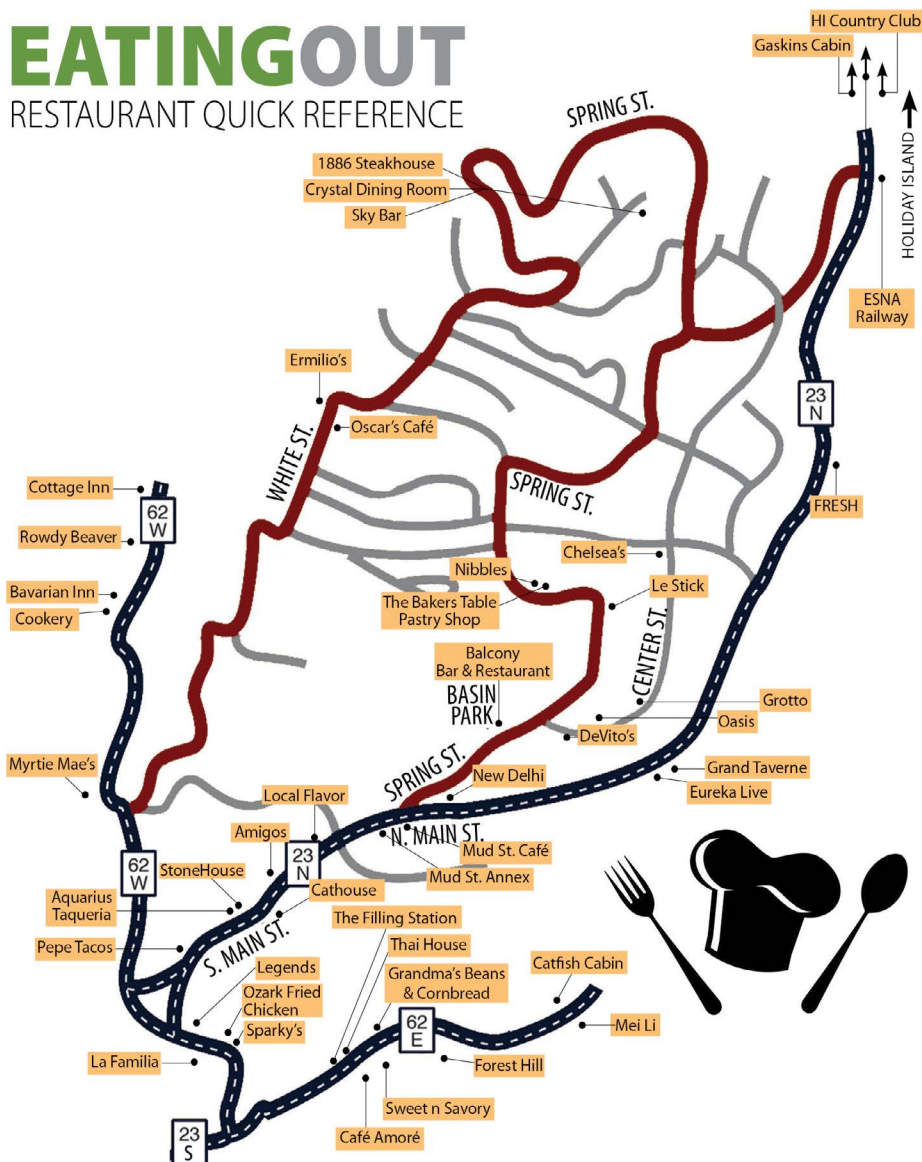 EATINGOUT
RESTAURANT QUICK REFERENCE
HI Country Club
Gaskins Cabin
HOLIDAY ISLAND
SPRING ST.
1886 Steakhouse
Crystal Dining Room
Sky Bar
ESNA
Railway
Ermilio's
23
N
Oscar's Café
WHITE ST.
SPRING ST.
Cottage Inn
62
W
FRESH
Rowdy Beaver
Chelsea's
Nibbles
Bavarian Inn
Le Stick
The Bakers Table
Pastry Shop
Cookery
CENTER ST.
Balcony
Bar & Restaurant
BASIN
PARK
Grotto
Oasis
DeVito's
Myrtie Mae's
SPRING ST.
New Delhi
Grand Taverne
Eureka Live
Local Flavor
Amigos
N. MAIN ST.
Mud St. Café
62
W
23
N
StoneHouse
Mud St. Annex
Aquarius
Taqueria
Cathouse
The Filling Station
Pepe Tacos
S. MAIN ST.
Thai House
Legends
Grandma's Beans
& Cornbread
Catfish Cabin
Ozark Fried
Chicken
Sparky's
62
E
Mei Li
La Familia
Forest Hill
Sweet n Savory
Café Amoré
23
S